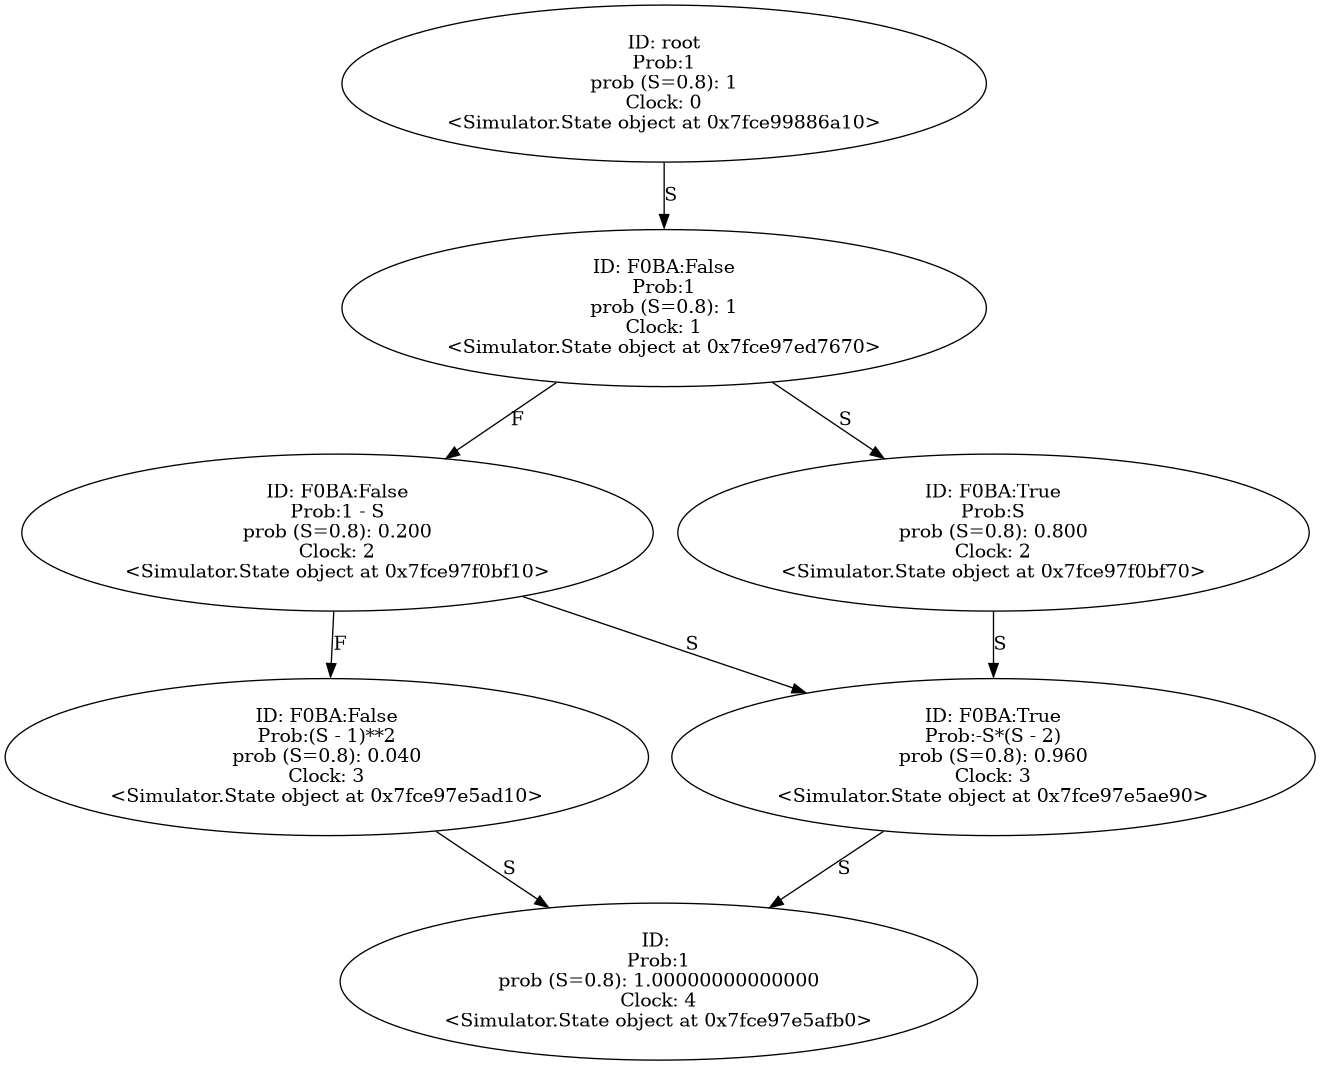 ID: root
Prob:1
prob (S=0.8): 1
Clock: 0
<Simulator.State object at 0x7fce99886a10>
S
ID: F0BA:False
Prob:1
prob (S=0.8): 1
Clock: 1
<Simulator.State object at 0x7fce97ed7670>
F
S
ID: F0BA:False
Prob:1 - S
prob (S=0.8): 0.200
Clock: 2
<Simulator.State object at 0x7fce97f0bf10>
ID: F0BA:True
Prob:S
prob (S=0.8): 0.800
Clock: 2
<Simulator.State object at 0x7fce97f0bf70>
F
S
S
ID: F0BA:False
Prob:(S - 1)**2
prob (S=0.8): 0.040
Clock: 3
<Simulator.State object at 0x7fce97e5ad10>
ID: F0BA:True
Prob:-S*(S - 2)
prob (S=0.8): 0.960
Clock: 3
<Simulator.State object at 0x7fce97e5ae90>
S
S
ID:
Prob:1
prob (S=0.8): 1.00000000000000
Clock: 4
<Simulator.State object at 0x7fce97e5afb0>